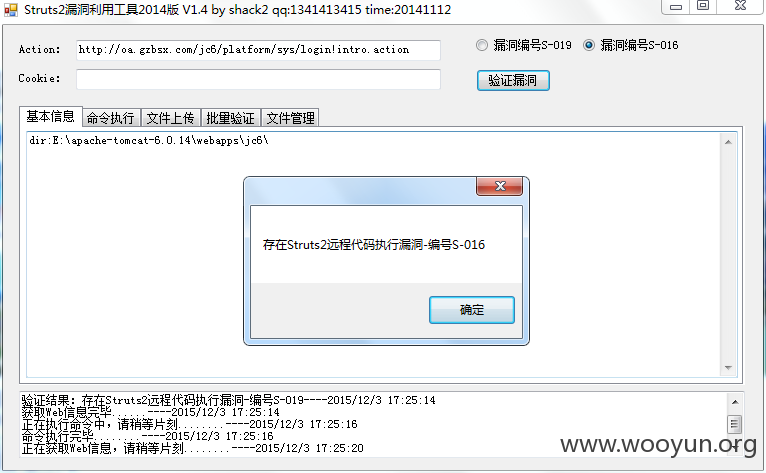 Struts2漏洞利用工具2014版 V1.4 by shack2 qq:1341413415 time:20141112
Action: http://oa.gzbsx.com/jc6/platform/sys/login!intro.action 漏洞编号S-019 漏洞编号S-016
Cookie: 验证漏洞
基本信息 命令执行 文件上传 批量验证 文件管理
dir:E:\apache-tomcat-6.0.14\webapps\jc6\
存在Struts2远程代码执行漏洞-编号S-016
确定
验证结果: 存在Struts2远程代码执行漏洞-编号S-019----2015/12/3 17:25:14
获取Web信息完毕......----2015/12/3 17:25:14
正在执行命令中，请稍等片刻........----2015/12/3 17:25:16
命令执行完毕........----2015/12/3 17:25:16
正在获取Web信息，请稍等片刻........----2015/12/3 17:25:20
www.wooyun.org